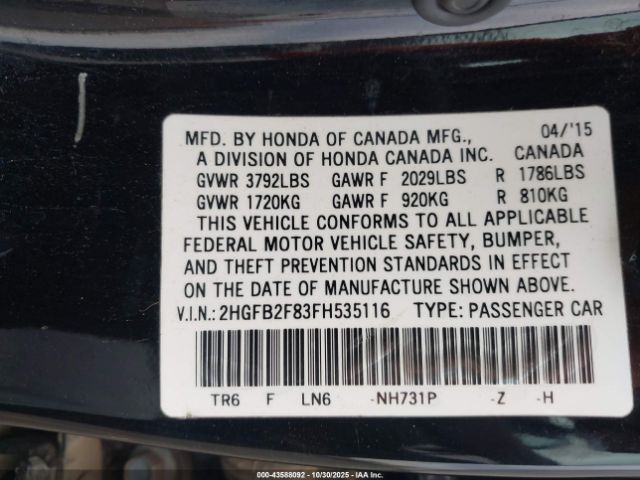 MFD. BY HONDA OF CANADA MFG., 04/'15
A DIVISION OF HONDA CANADA INC. CANADA
GVWR 3792LBS GAWR F 2029LBS R 1786LBS
GVWR 1720KG GAWR F 920KG R 810KG
THIS VEHICLE CONFORMS TO ALL APPLICABLE
FEDERAL MOTOR VEHICLE SAFETY, BUMPER,
AND THEFT PREVENTION STANDARDS IN EFFECT
ON THE DATE OF MANUFACTURE SHOWN ABOVE.
V.I.N.: 2HGFB2F83FH535116 TYPE: PASSENGER CAR
TR6 F LN6 -NH731P -Z -H
000-43588092 - 10/30/2025 - IAA Inc.